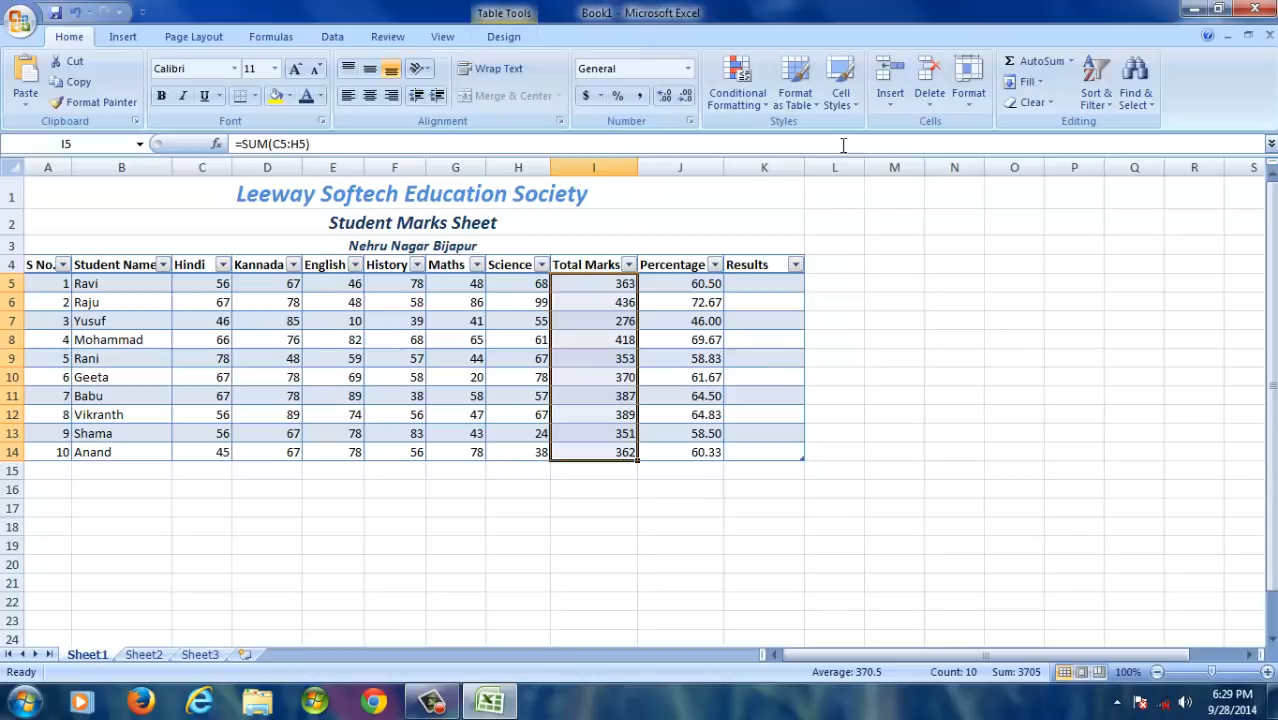 Table Tools
Book1 - Microsoft Excel
Home Insert Page Layout Formulas Data Review View Design
Paste Cut Copy Format Painter Clipboard
Calibri 11 A A B I U A Font
Wrap Text Merge & Center Alignment
General $ % , Number
Conditional Formatting Format as Table Cell Styles Styles
Insert Delete Format Cells
Σ AutoSum Fill Clear Sort & Filter Find & Select Editing
I5 fx =SUM(C5:H5)
A B C D E F G H I J K L M N O P Q R S
1 Leeway Softech Education Society
2 Student Marks Sheet
3 Nehru Nagar Bijapur
4 S No. Student Name Hindi Kannada English History Maths Science Total Marks Percentage Results
5 1 Ravi 56 67 46 78 48 68 363 60.50
6 2 Raju 67 78 48 58 86 99 436 72.67
7 3 Yusuf 46 85 10 39 41 55 276 46.00
8 4 Mohammad 66 76 82 68 65 61 418 69.67
9 5 Rani 78 48 59 57 44 67 353 58.83
10 6 Geeta 67 78 69 58 20 78 370 61.67
11 7 Babu 67 78 89 38 58 57 387 64.50
12 8 Vikranth 56 89 74 56 47 67 389 64.83
13 9 Shama 56 67 78 83 43 24 351 58.50
14 10 Anand 45 67 78 56 78 38 362 60.33
15
16
17
18
19
20
21
22
23
24
Sheet1 Sheet2 Sheet3
Ready Average: 370.5 Count: 10 Sum: 3705 100%
6:29 PM
9/28/2014